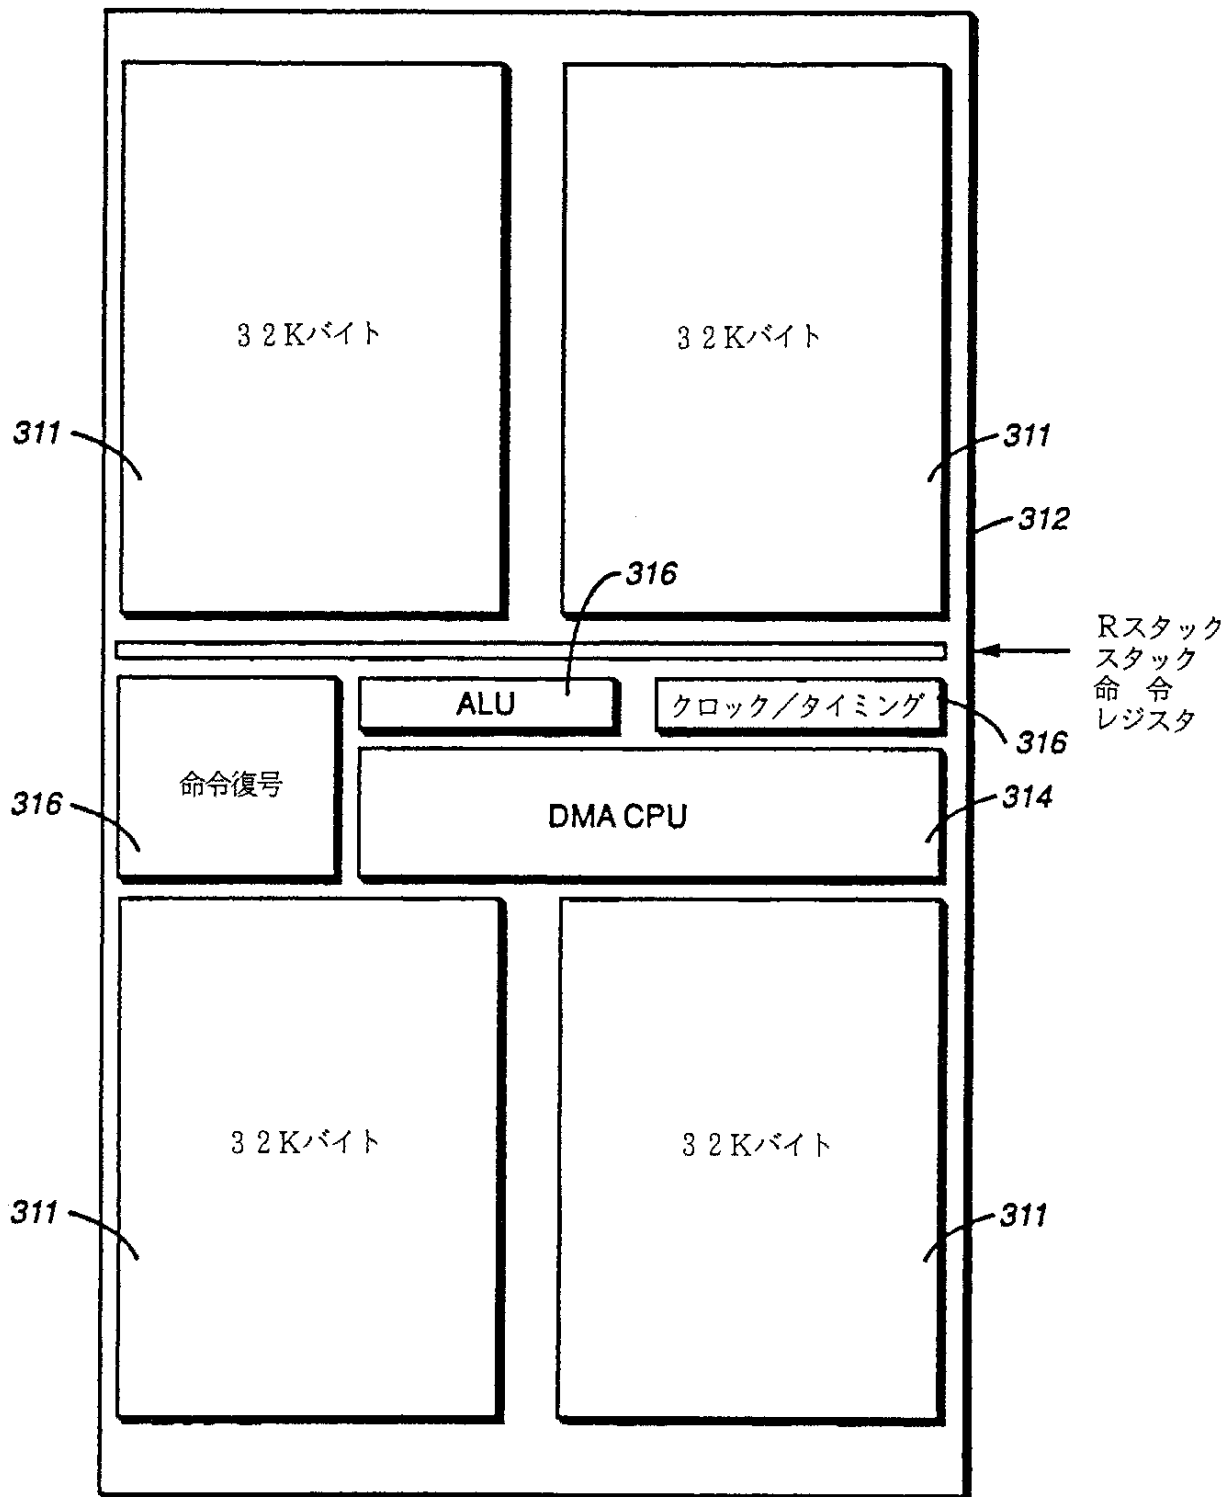 ３２Kバイト
３２Kバイト
311
311
312
316
Rスタック
スタック
命　令
レジスタ
ALU
クロック／タイミング
316
命令復号
316
DMA CPU
314
３２Kバイト
３２Kバイト
311
311